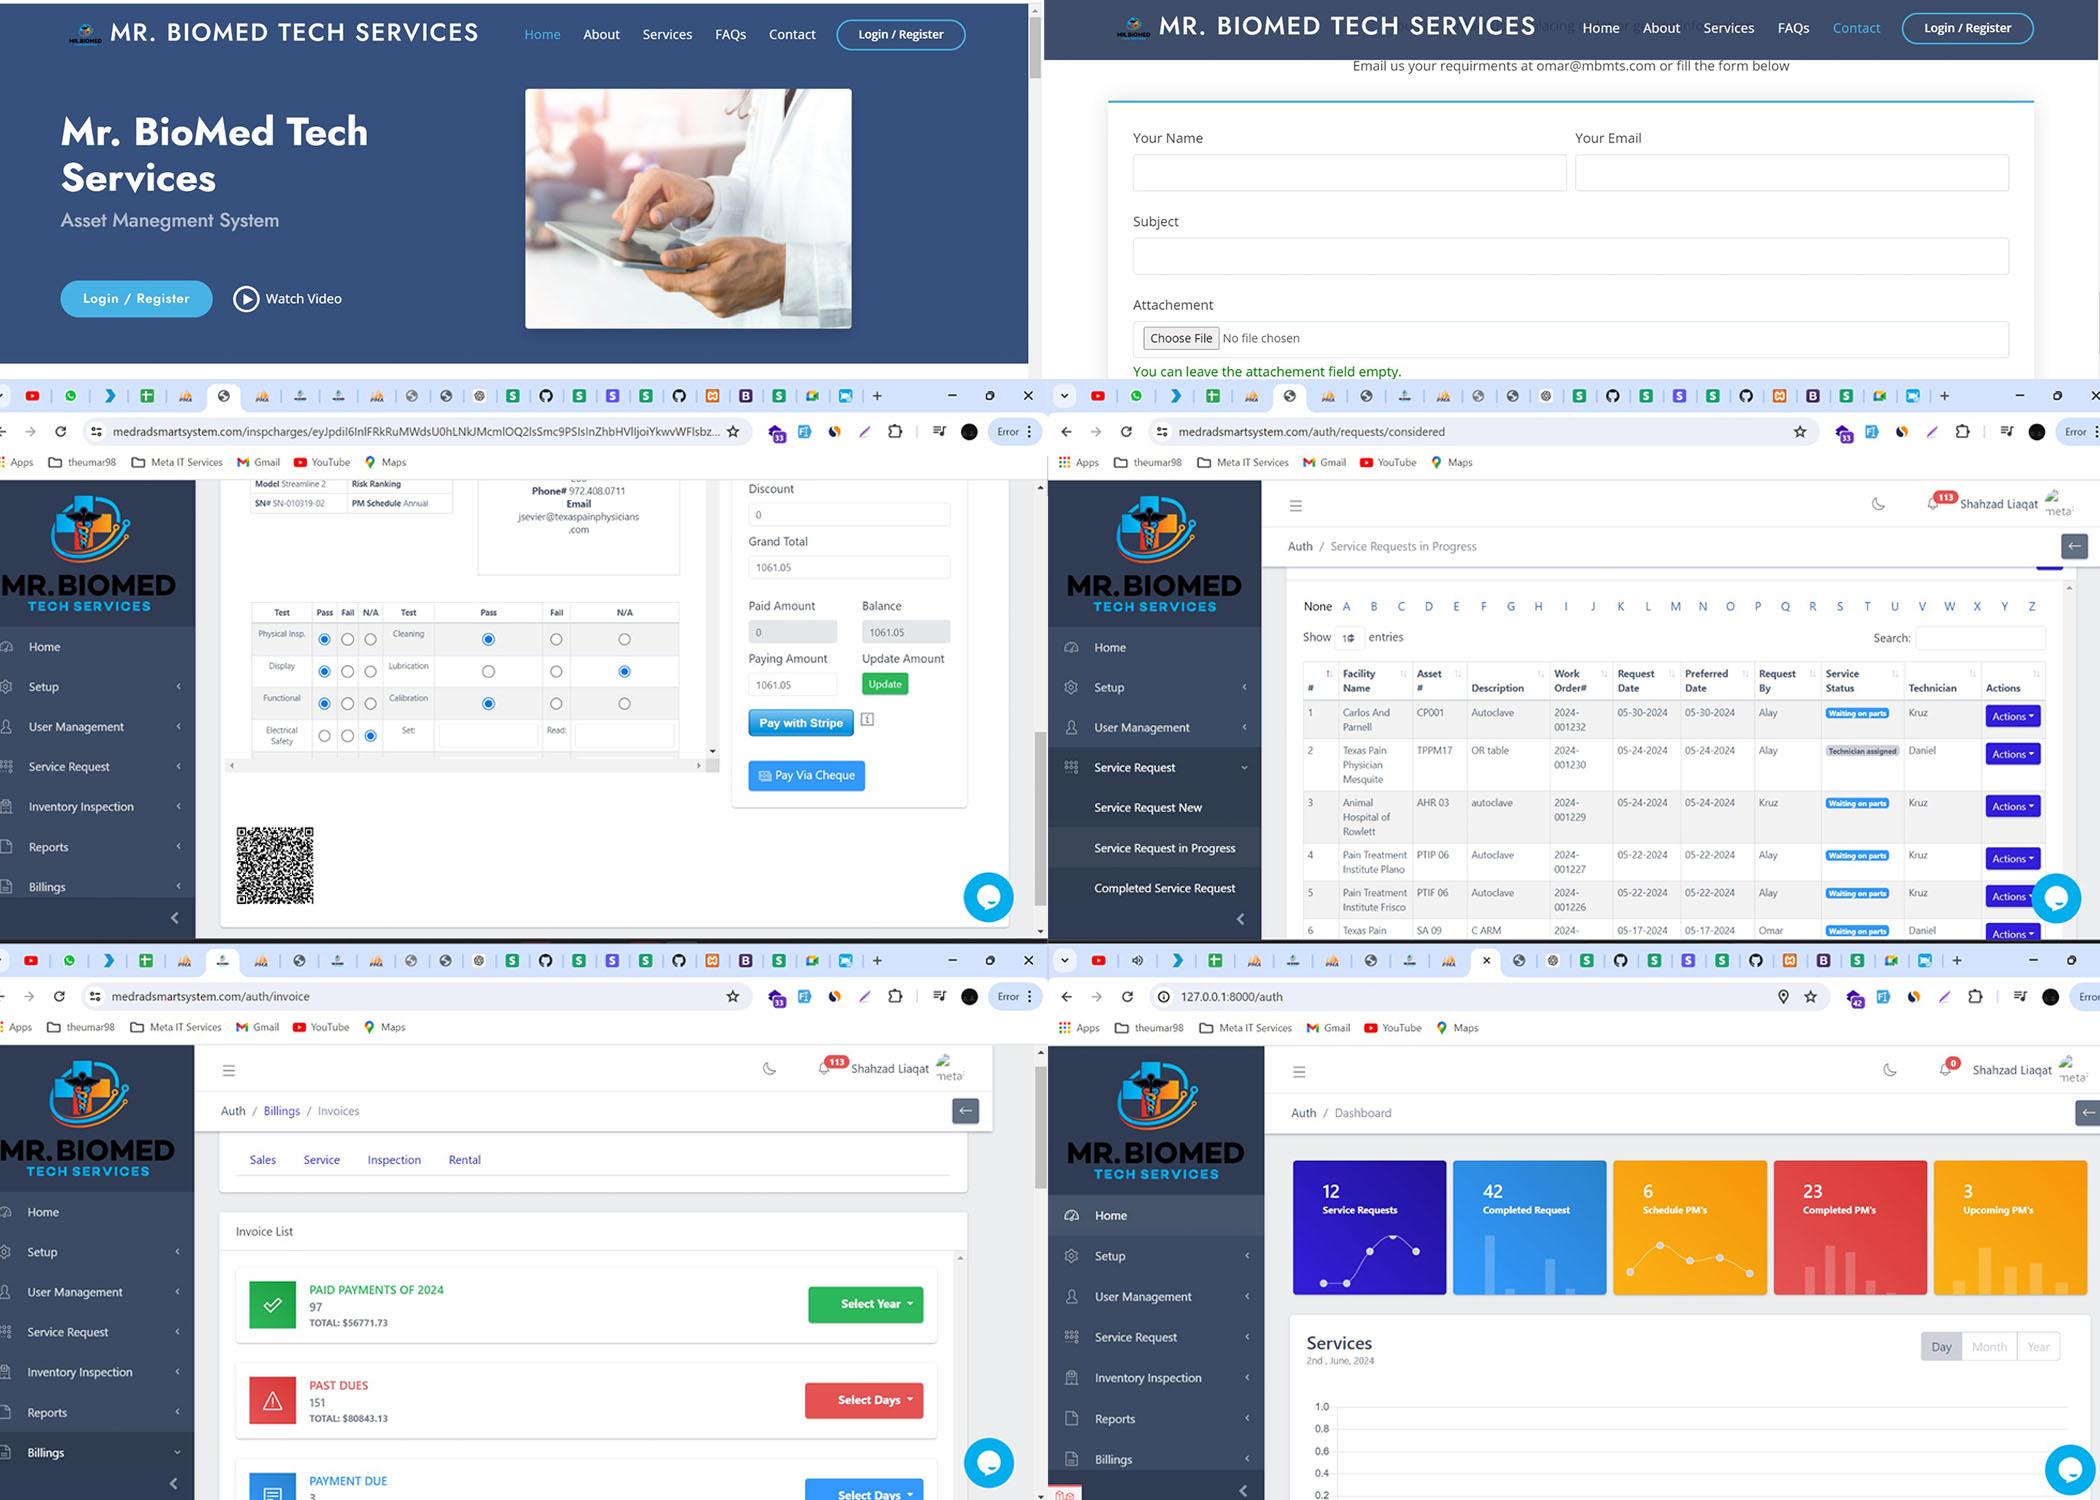 MR. BIOMED TECH SERVICES
Home About Services FAQs Contact Login / Register
Mr. BioMed Tech
Services
Asset Manegment System
Login / Register Watch Video
MR. BIOMED TECH SERVICES
Home About Services FAQs Contact Login / Register
Email us your requirments at omar@mbmts.com or fill the form below
Your Name Your Email
Subject
Attachement
Choose File No file chosen
You can leave the attachement field empty.
Error
Apps theumar98 Meta IT Services Gmail YouTube Maps
MR.BIOMED
TECH SERVICES
Home
Setup
User Management
Service Request
Inventory Inspection
Reports
Billings
Model Streamline 2 Risk Ranking
SN# SN-010319-02 PM Schedule Annual
Phone# 972.408.0711
Email
jsevier@texaspainphysicians
.com
Test Pass Fail N/A Test Pass Fail N/A
Physical Insp. Cleaning
Display Lubrication
Functional Calibration
Electrical
Safety
Set: Read:
Discount
0
Grand Total
1061.05
Paid Amount Balance
0 1061.05
Paying Amount Update Amount
1061.05 Update
Pay with Stripe
Pay Via Cheque
medradsmartsystem.com/auth/requests/considered
Error
Apps theumar98 Meta IT Services Gmail YouTube Maps
MR.BIOMED
TECH SERVICES
Home
Setup
User Management
Service Request
Service Request New
Service Request in Progress
Completed Service Request
113 Shahzad Liaqat
Auth / Service Requests in Progress
None A B C D E F G H I J K L M N O P Q R S T U V W X Y Z
Show entries Search:
# Facility Name Asset # Description Work Order# Request Date Preferred Date Request By Service Status Technician Actions
1 Carlos And Parnell CP001 Autoclave 2024-001232 05-30-2024 05-30-2024 Alay Waiting on parts Kruz Actions
2 Texas Pain Physician Mesquite TPPM17 OR table 2024-001230 05-24-2024 05-24-2024 Alay Technician assigned Daniel Actions
3 Animal Hospital of Rowlett AHR 03 autoclave 2024-001229 05-24-2024 05-24-2024 Kruz Waiting on parts Kruz Actions
4 Pain Treatment Institute Plano PTIP 06 Autoclave 2024-001227 05-22-2024 05-22-2024 Alay Waiting on parts Kruz Actions
5 Pain Treatment Institute Frisco PTIF 06 Autoclave 2024-001226 05-22-2024 05-22-2024 Alay Waiting on parts Kruz Actions
6 Texas Pain SA 09 C ARM 2024- 05-17-2024 05-17-2024 Omar Waiting on parts Daniel Actions
medradsmartsystem.com/auth/invoice
Error
Apps theumar98 Meta IT Services Gmail YouTube Maps
MR.BIOMED
TECH SERVICES
Home
Setup
User Management
Service Request
Inventory Inspection
Reports
Billings
113 Shahzad Liaqat
Auth / Billings / Invoices
Sales Service Inspection Rental
Invoice List
PAID PAYMENTS OF 2024
97
TOTAL: $56771.73
Select Year
PAST DUES
151
TOTAL: $80843.13
Select Days
PAYMENT DUE
3
Select Days
127.0.0.1:8000/auth
Apps theumar98 Meta IT Services Gmail YouTube Maps
MR.BIOMED
TECH SERVICES
Home
Setup
User Management
Service Request
Inventory Inspection
Reports
Billings
0 Shahzad Liaqat
Auth / Dashboard
12
Service Requests
42
Completed Request
6
Schedule PM's
23
Completed PM's
3
Upcoming PM's
Services
2nd , June, 2024
Day Month Year
1.0
0.8
0.6
0.4
0.2